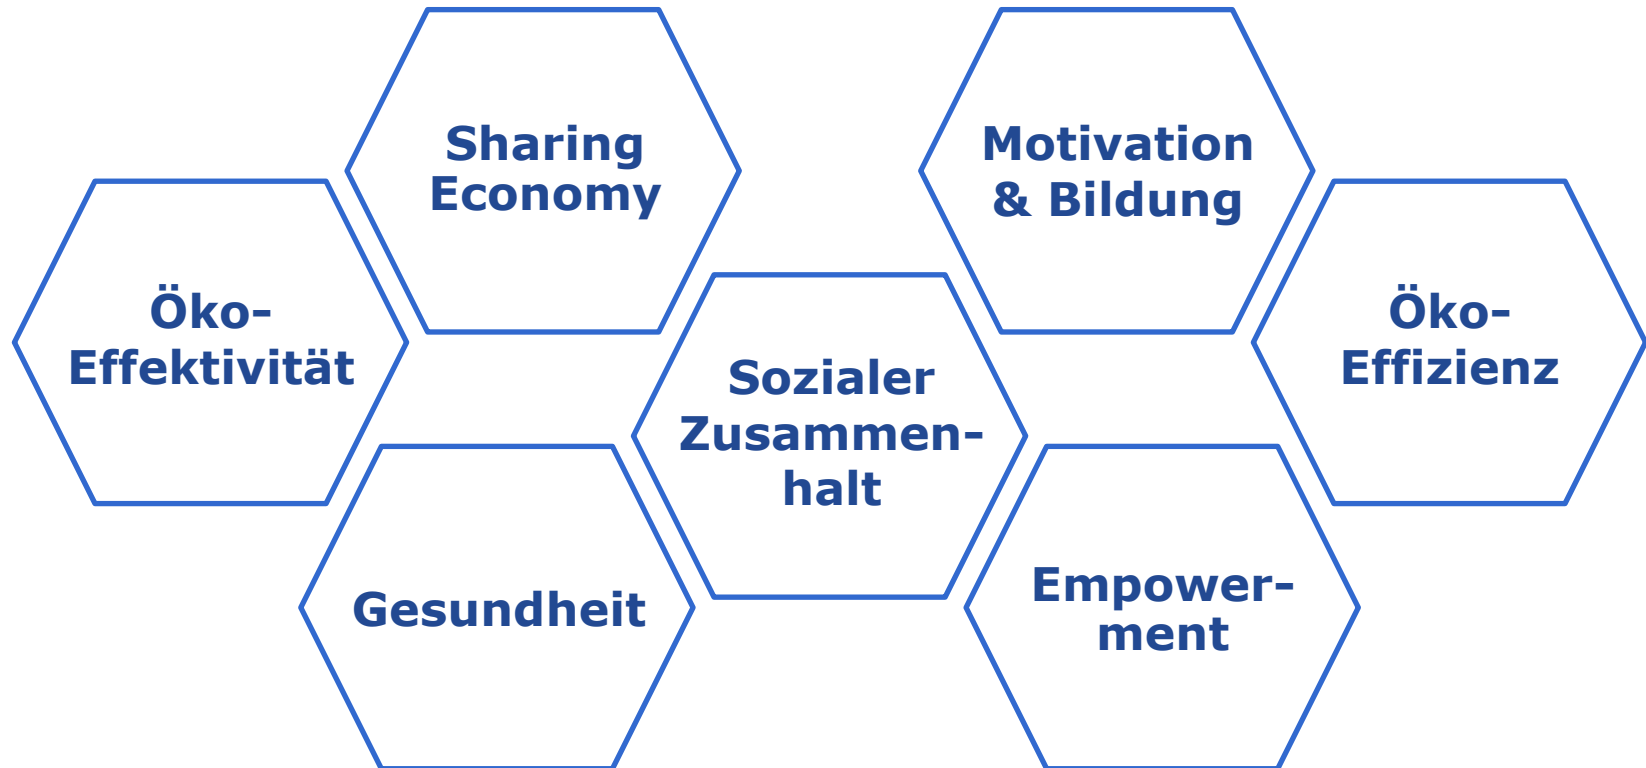 Sharing
Economy
Motivation
& Bildung
Öko-
Effektivität
Öko-
Effizienz
Sozialer
Zusammen-
halt
Gesundheit
Empower-
ment